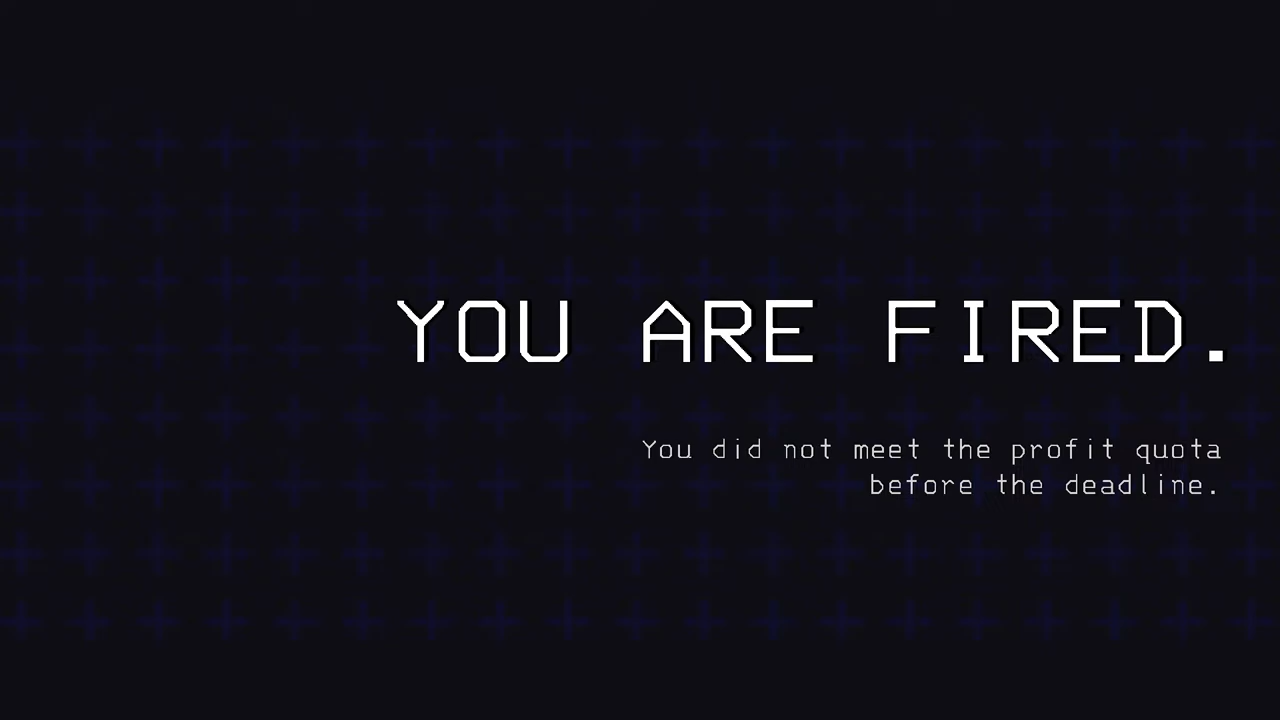 YOU ARE FIRED.
You did not meet the profit quota
before the deadline.